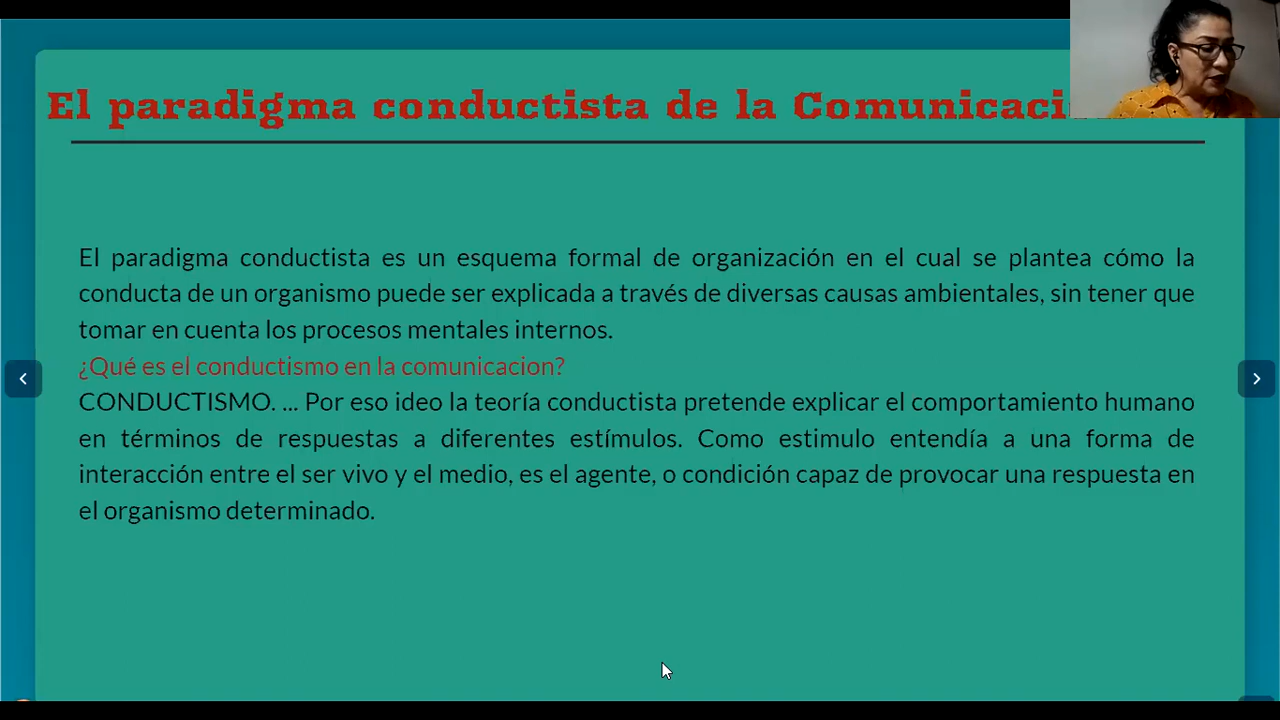 El paradigma conductista de la Comunicaci
El paradigma conductista es un esquema formal de organización en el cual se plantea cómo la
conducta de un organismo puede ser explicada a través de diversas causas ambientales, sin tener que
tomar en cuenta los procesos mentales internos.
¿Qué es el conductismo en la comunicacion?
CONDUCTISMO. ... Por eso ideo la teoría conductista pretende explicar el comportamiento humano
en términos de respuestas a diferentes estímulos. Como estimulo entendía a una forma de
interacción entre el ser vivo y el medio, es el agente, o condición capaz de provocar una respuesta en
el organismo determinado.